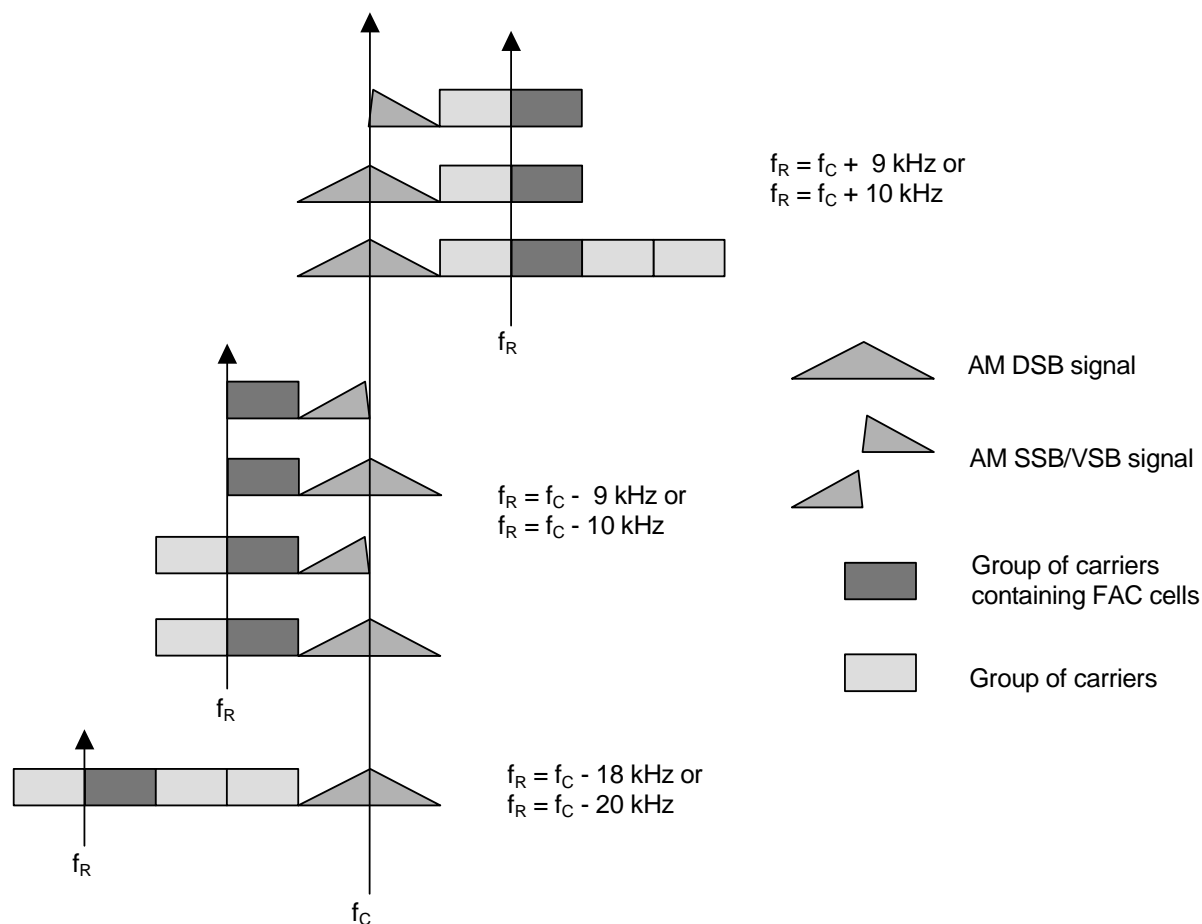 f_R = f_C + 9 kHz or
f_R = f_C + 10 kHz
f_R
AM DSB signal
AM SSB/VSB signal
f_R = f_C - 9 kHz or
f_R = f_C - 10 kHz
Group of carriers
containing FAC cells
Group of carriers
f_R
f_R = f_C - 18 kHz or
f_R = f_C - 20 kHz
f_R
f_C